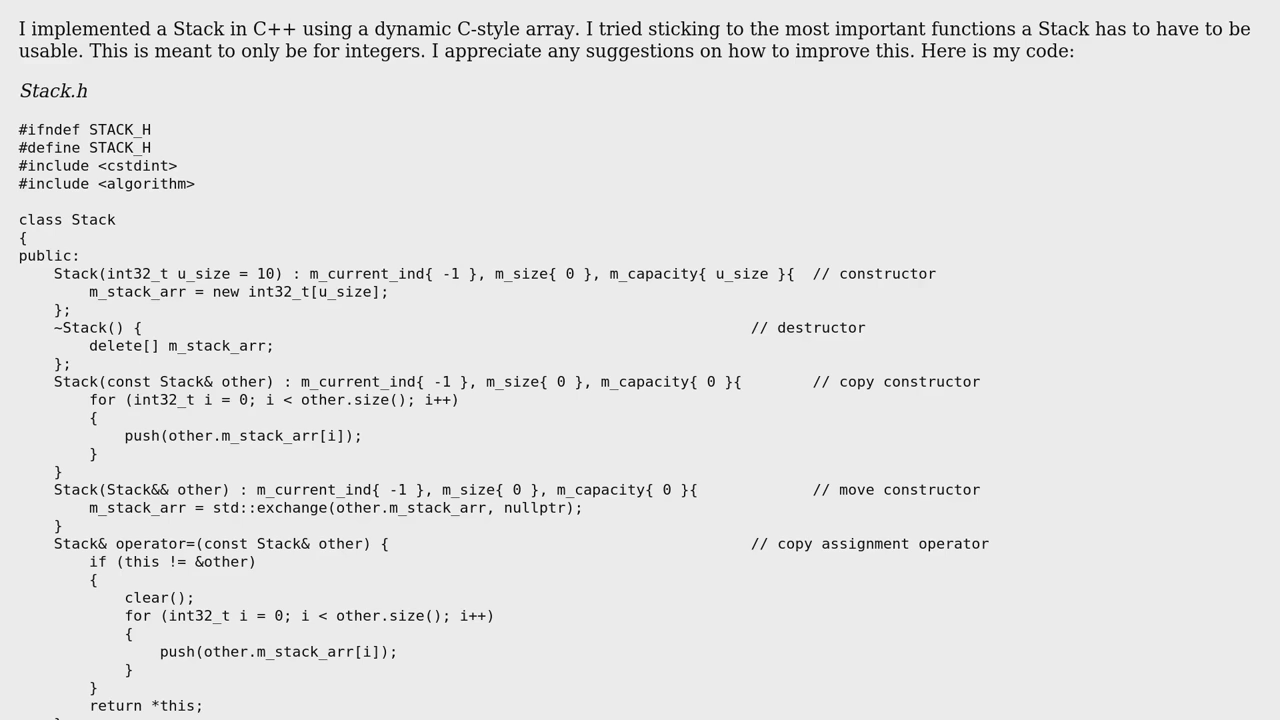 I implemented a Stack in C++ using a dynamic C-style array. I tried sticking to the most important functions a Stack has to have to be
usable. This is meant to only be for integers. I appreciate any suggestions on how to improve this. Here is my code:
Stack.h
#ifndef STACK_H
#define STACK_H
#include <cstdint>
#include <algorithm>
class Stack
{
public:
    Stack(int32_t u_size = 10) : m_current_ind{ -1 }, m_size{ 0 }, m_capacity{ u_size }{  // constructor
        m_stack_arr = new int32_t[u_size];
    };
    ~Stack() {                                                                     // destructor
        delete[] m_stack_arr;
    };
    Stack(const Stack& other) : m_current_ind{ -1 }, m_size{ 0 }, m_capacity{ 0 }{        // copy constructor
        for (int32_t i = 0; i < other.size(); i++)
        {
            push(other.m_stack_arr[i]);
        }
    }
    Stack(Stack&& other) : m_current_ind{ -1 }, m_size{ 0 }, m_capacity{ 0 }{             // move constructor
        m_stack_arr = std::exchange(other.m_stack_arr, nullptr);
    }
    Stack& operator=(const Stack& other) {                                         // copy assignment operator
        if (this != &other)
        {
            clear();
            for (int32_t i = 0; i < other.size(); i++)
            {
                push(other.m_stack_arr[i]);
            }
        }
        return *this;